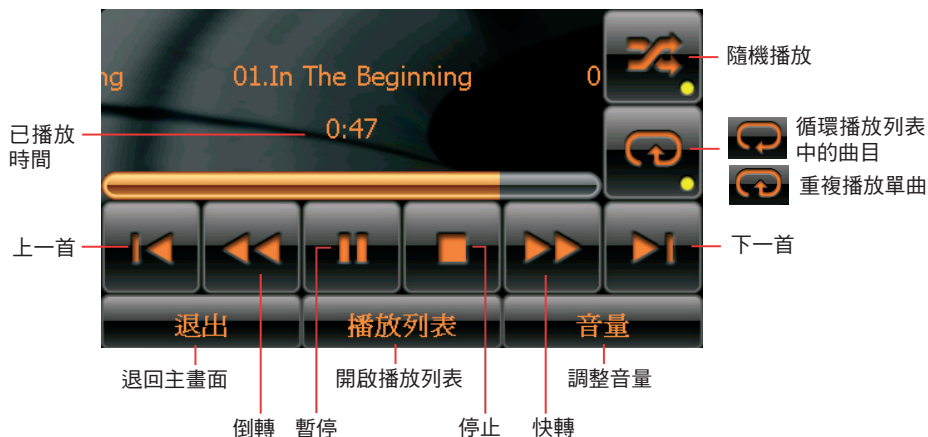 隨機播放
ng 01.In The Beginning 0
已播放
時間
0:47
循環播放列表
中的曲目
重複播放單曲
上一首
下一首
退出 播放列表 音量
退回主畫面 開啟播放列表 調整音量
倒轉 暫停 停止 快轉